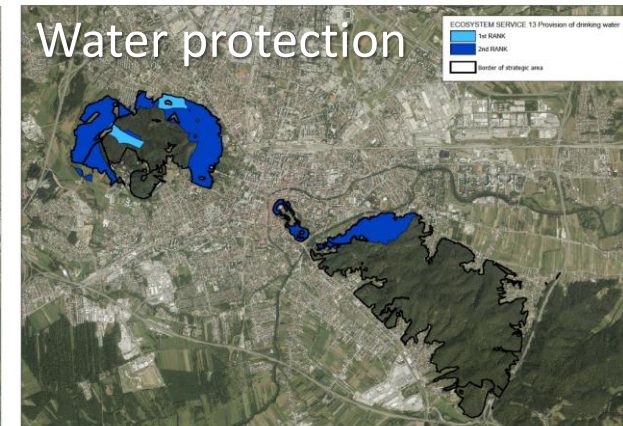 Water protection
ECOSYSTEM SERVICE 13 Provision of drinking water
1st RANK
2nd RANK
Border of strategic area